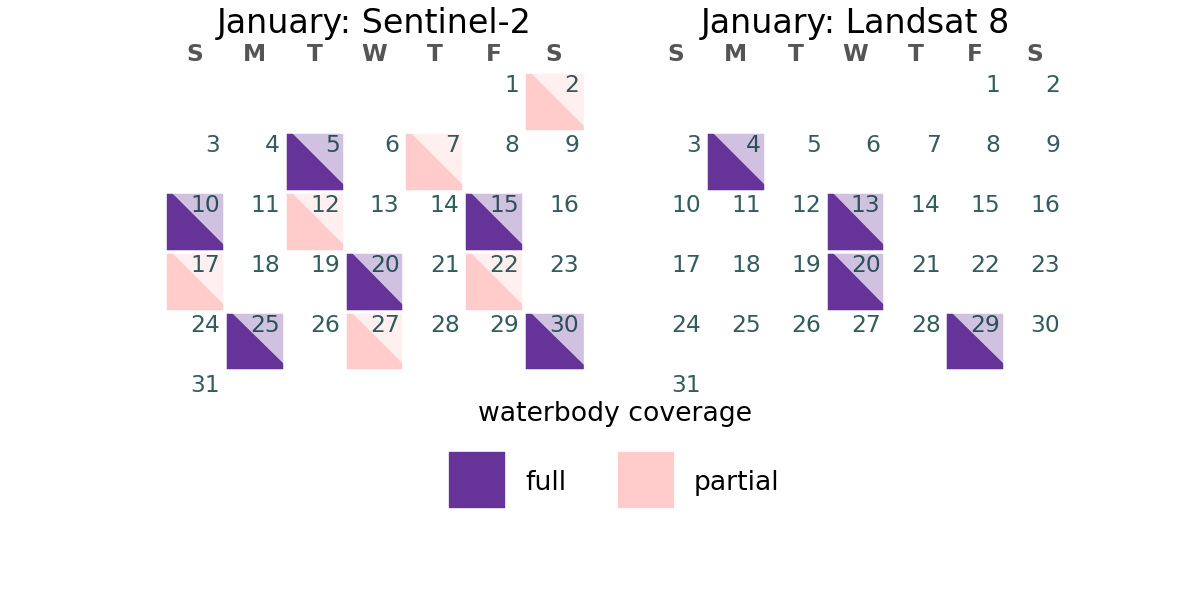 January: Sentinel-2
S M T W T F S
1 2
3 4 5 6 7 8 9
10 11 12 13 14 15 16
17 18 19 20 21 22 23
24 25 26 27 28 29 30
31
January: Landsat 8
S M T W T F S
1 2
3 4 5 6 7 8 9
10 11 12 13 14 15 16
17 18 19 20 21 22 23
24 25 26 27 28 29 30
31
waterbody coverage
full
partial